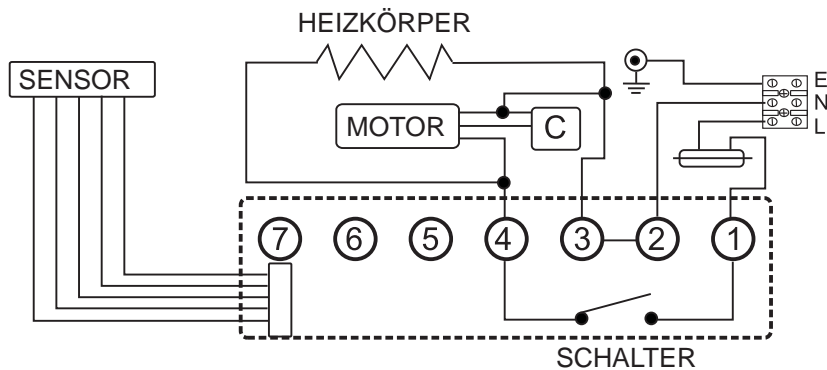 HEIZKÖRPER
SENSOR
MOTOR
C
E
N
L
7 6 5 4 3 2 1
SCHALTER